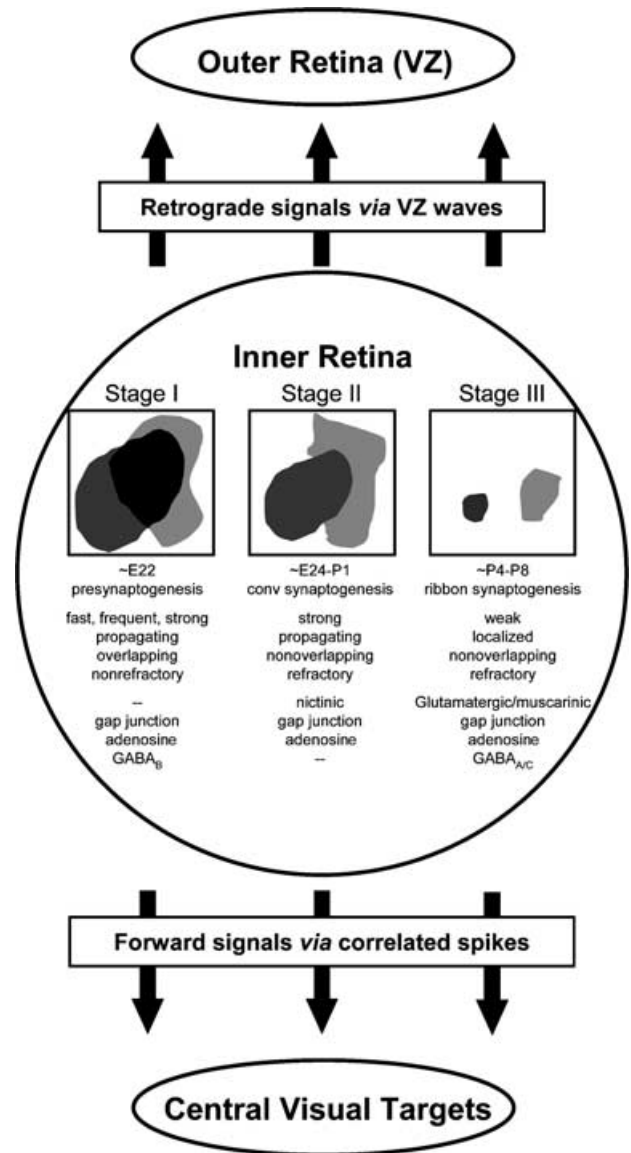 Outer Retina (VZ)
Retrograde signals via VZ waves
Inner Retina
Stage I
Stage II
Stage III
~E22
presynaptogenesis
fast, frequent, strong
propagating
overlapping
nonrefractory
--
gap junction
adenosine
GABAB
~E24-P1
conv synaptogenesis
strong
propagating
nonoverlapping
refractory
nictinic
gap junction
adenosine
--
~P4-P8
ribbon synaptogenesis
weak
localized
nonoverlapping
refractory
Glutamatergic/muscarinic
gap junction
adenosine
GABAA/C
Forward signals via correlated spikes
Central Visual Targets